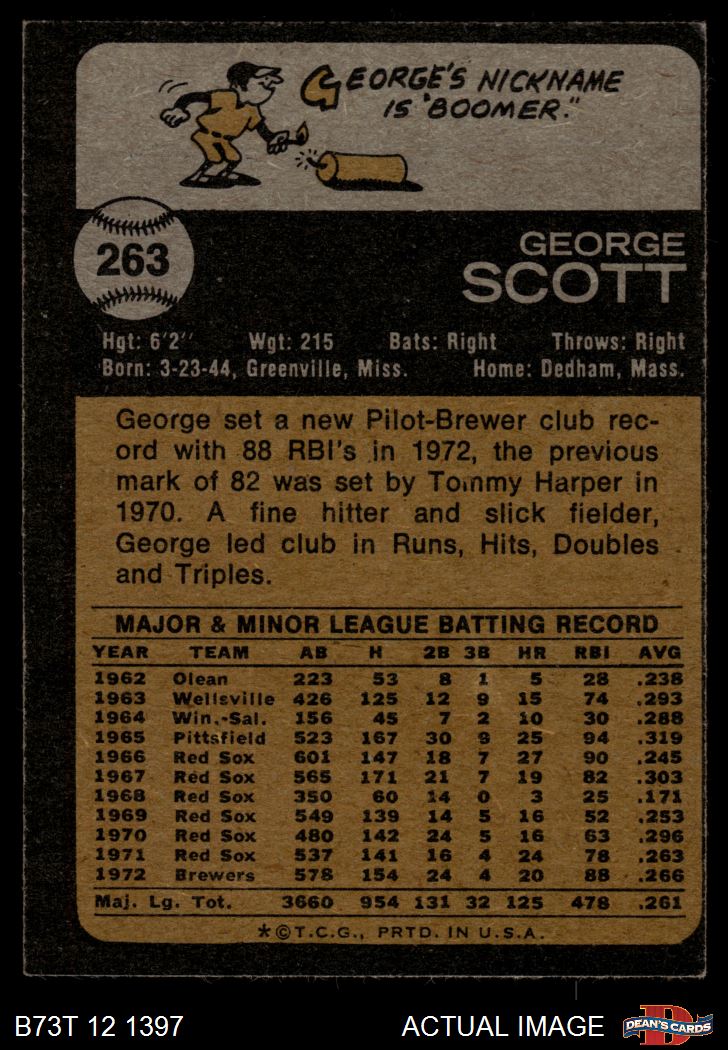 GEORGE'S NICKNAME
IS "BOOMER."
263
GEORGE
SCOTT
Hgt: 6'2" Wgt: 215 Bats: Right Throws: Right
Born: 3-23-44, Greenville, Miss. Home: Dedham, Mass.
George set a new Pilot-Brewer club rec-
ord with 88 RBI's in 1972, the previous
mark of 82 was set by Tommy Harper in
1970. A fine hitter and slick fielder,
George led club in Runs, Hits, Doubles
and Triples.
MAJOR & MINOR LEAGUE BATTING RECORD
YEAR TEAM AB H 2B 3B HR RBI AVG
1962 Olean 223 53 8 1 5 28 .238
1963 Wellsville 426 125 12 9 15 74 .293
1964 Win.-Sal. 156 45 7 2 10 30 .288
1965 Pittsfield 523 167 30 9 25 94 .319
1966 Red Sox 601 147 18 7 27 90 .245
1967 Red Sox 565 171 21 7 19 82 .303
1968 Red Sox 350 60 14 0 3 25 .171
1969 Red Sox 549 139 14 5 16 52 .253
1970 Red Sox 480 142 24 5 16 63 .296
1971 Red Sox 537 141 16 4 24 78 .263
1972 Brewers 578 154 24 4 20 88 .266
Maj. Lg. Tot. 3660 954 131 32 125 478 .261
*©T.C.G., PRTD. IN U.S.A.
B73T 12 1397 ACTUAL IMAGE
D
DEAN'S CARDS